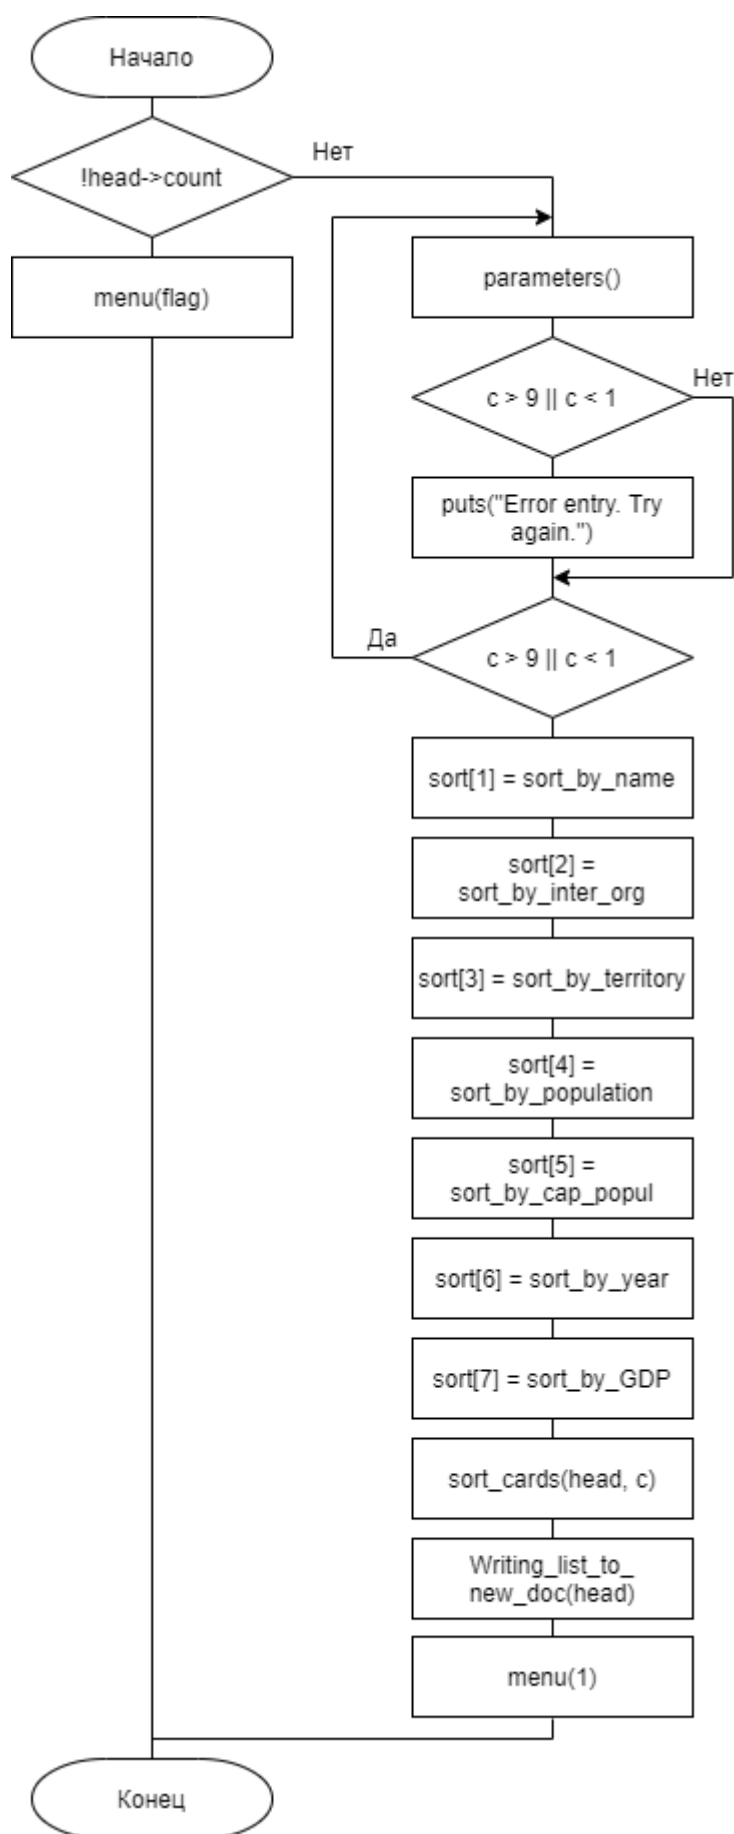 Начало
!head->count
Нет
menu(flag)
parameters()
c > 9 || c < 1
Нет
puts("Error entry. Try
again.")
c > 9 || c < 1
Да
sort[1] = sort_by_name
sort[2] =
sort_by_inter_org
sort[3] = sort_by_territory
sort[4] =
sort_by_population
sort[5] =
sort_by_cap_popul
sort[6] = sort_by_year
sort[7] = sort_by_GDP
sort_cards(head, c)
Writing_list_to_
new_doc(head)
menu(1)
Конец